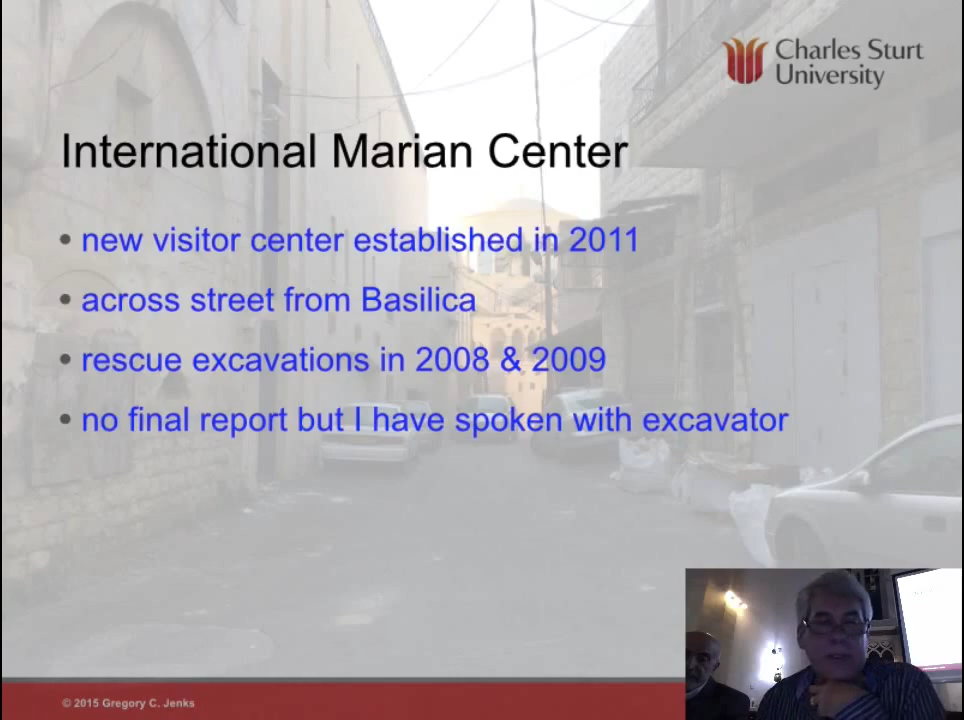 Charles Sturt
University
International Marian Center
• new visitor center established in 2011
• across street from Basilica
• rescue excavations in 2008 & 2009
• no final report but I have spoken with excavator
© 2015 Gregory C. Jenks